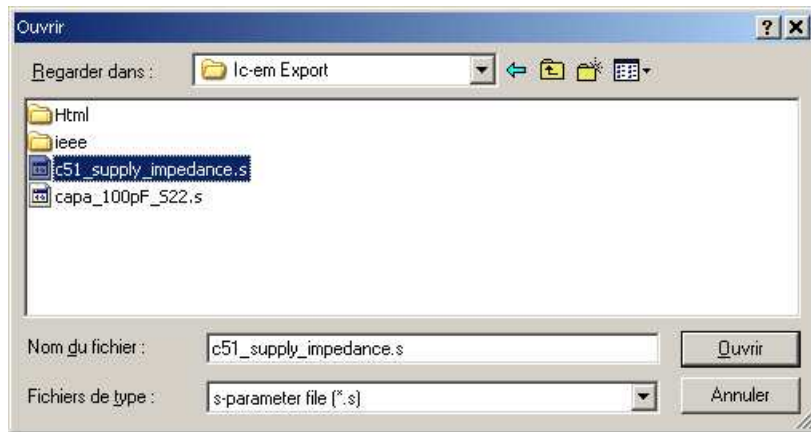 Ouvrir
Regarder dans :
Ic-em Export
Html
ieee
c51_supply_impedance.s
capa_100pF_S22.s
Nom du fichier :
c51_supply_impedance.s
Ouvrir
Fichiers de type :
s-parameter file (*.s)
Annuler